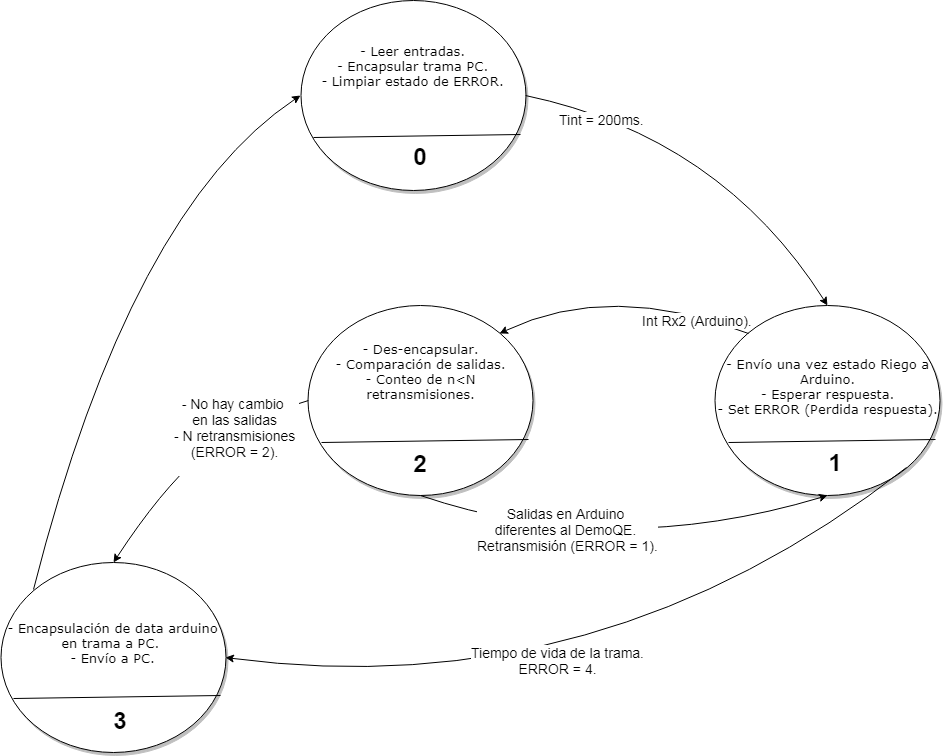 - Leer entradas.
- Encapsular trama PC.
- Limpiar estado de ERROR.
0
Tint = 200ms.
Int Rx2 (Arduino).
- Des-encapsular.
- Comparación de salidas.
- Conteo de n<N
retransmisiones.
2
- Envío una vez estado Riego a
Arduino.
- Esperar respuesta.
- Set ERROR (Perdida respuesta).
1
- No hay cambio
en las salidas
- N retransmisiones
(ERROR = 2).
Salidas en Arduino
diferentes al DemoQE.
Retransmisión (ERROR = 1).
- Encapsulación de data arduino
en trama a PC.
- Envío a PC.
3
Tiempo de vida de la trama.
ERROR = 4.